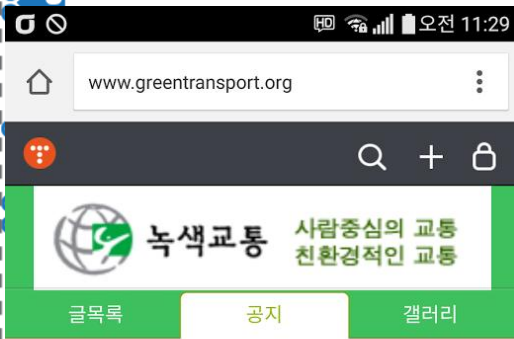 HD 오전 11:29
www.greentransport.org
녹색교통
사람중심의 교통
친환경적인 교통
글목록 공지 갤러리